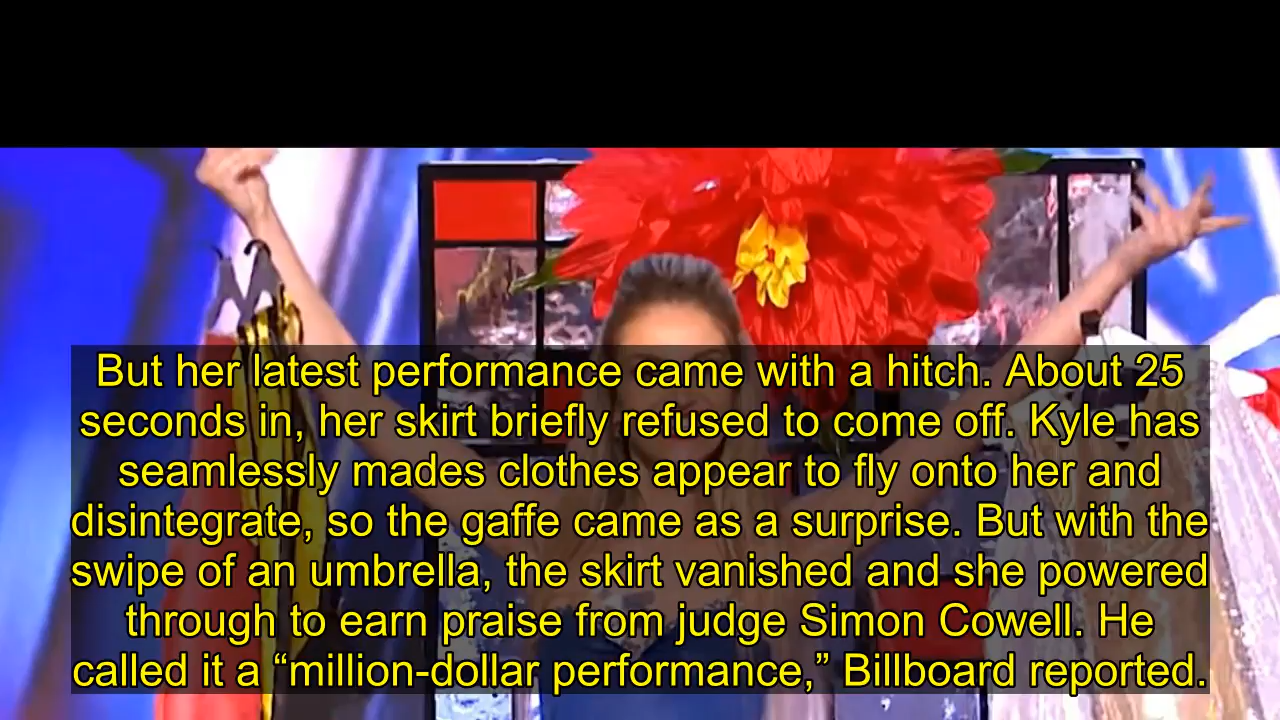 But her latest performance came with a hitch. About 25
seconds in, her skirt briefly refused to come off. Kyle has
seamlessly mades clothes appear to fly onto her and
disintegrate, so the gaffe came as a surprise. But with the
swipe of an umbrella, the skirt vanished and she powered
through to earn praise from judge Simon Cowell. He
called it a “million-dollar performance,” Billboard reported.